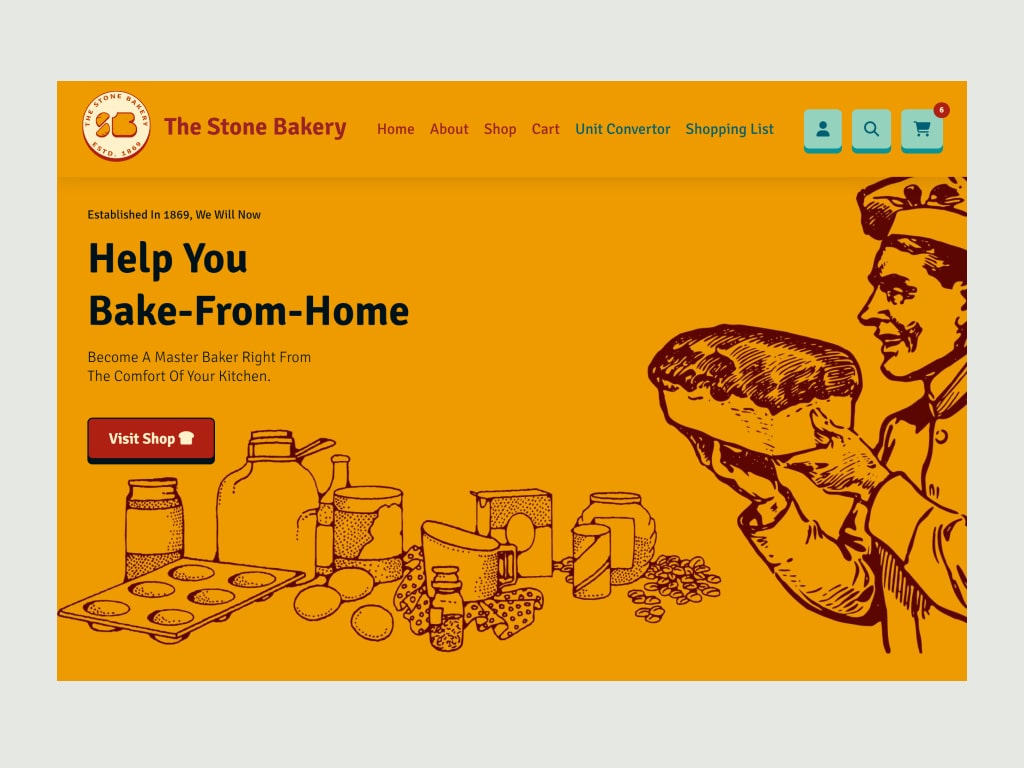 THE STONE BAKERY
SB
ESTD. 1869
The Stone Bakery
Home About Shop Cart Unit Convertor Shopping List
6
Established In 1869, We Will Now
Help You
Bake-From-Home
Become A Master Baker Right From
The Comfort Of Your Kitchen.
Visit Shop